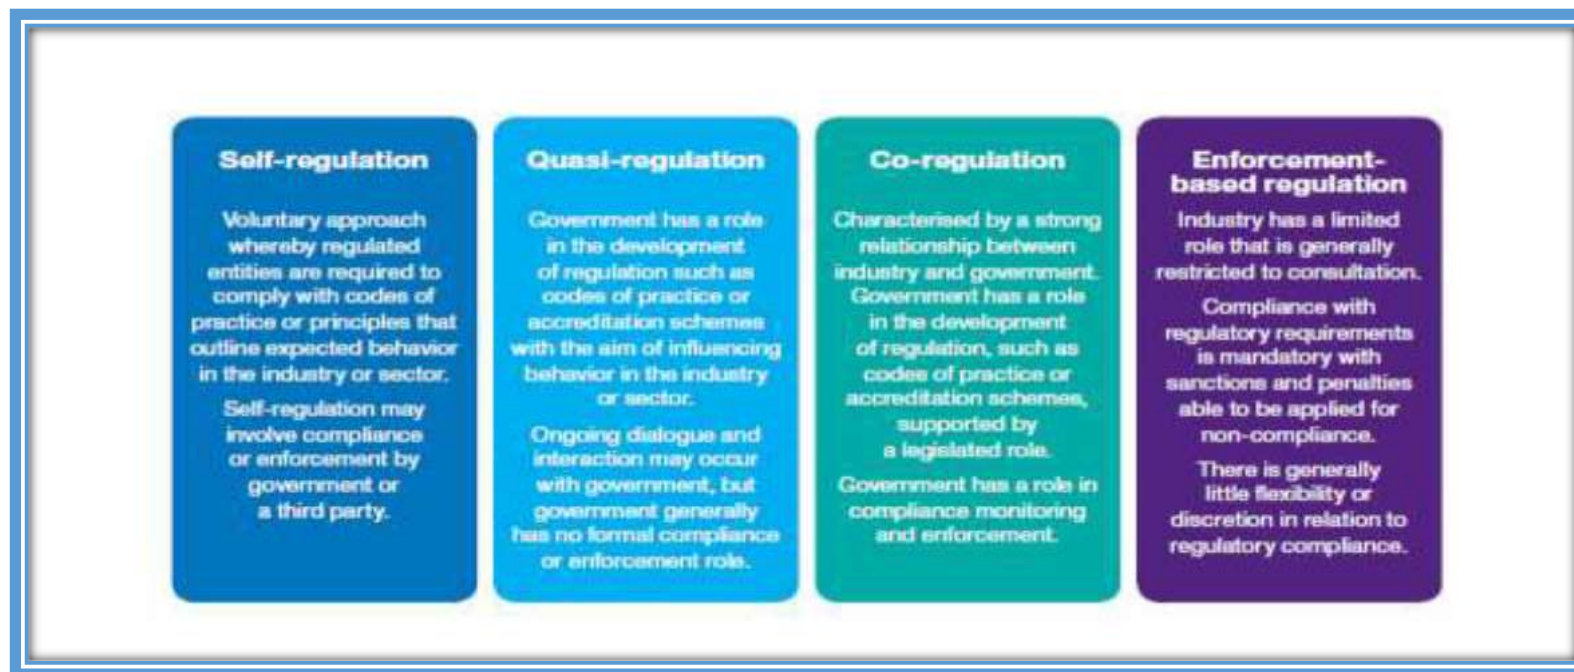 Self-regulation
Voluntary approach
whereby regulated
entities are required to
comply with codes of
practice or principles that
outline expected behavior
in the industry or sector.
Self-regulation may
involve compliance
or enforcement by
government or
a third party.
Quasi-regulation
Government has a role
in the development
of regulation such as
codes of practice or
accreditation schemes
with the aim of influencing
behavior in the industry
or sector.
Ongoing dialogue and
interaction may occur
with government, but
government generally
has no formal compliance
or enforcement role.
Co-regulation
Characterised by a strong
relationship between
industry and government.
Government has a role
in the development
of regulation, such as
codes of practice or
accreditation schemes,
supported by
a legislated role.
Government has a role in
compliance monitoring
and enforcement.
Enforcement-
based regulation
Industry has a limited
role that is generally
restricted to consultation.
Compliance with
regulatory requirements
is mandatory with
sanctions and penalties
able to be applied for
non-compliance.
There is generally
little flexibility or
discretion in relation to
regulatory compliance.